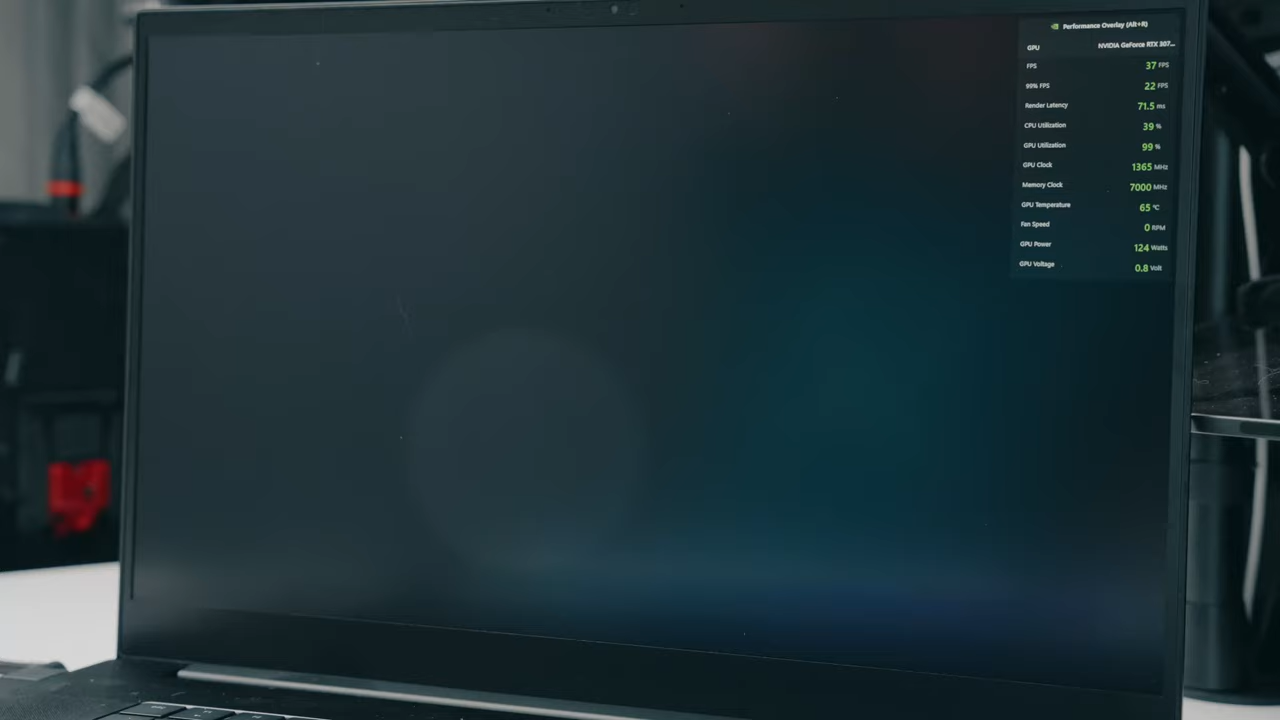 Performance Overlay (Alt+R)
GPU NVIDIA GeForce RTX 307...
FPS 37 FPS
99% FPS 22 FPS
Render Latency 71.5 ms
CPU Utilization 39 %
GPU Utilization 99 %
GPU Clock 1365 MHz
Memory Clock 7000 MHz
GPU Temperature 65 °C
Fan Speed 0 RPM
GPU Power 124 Watts
GPU Voltage 0.8 Volt